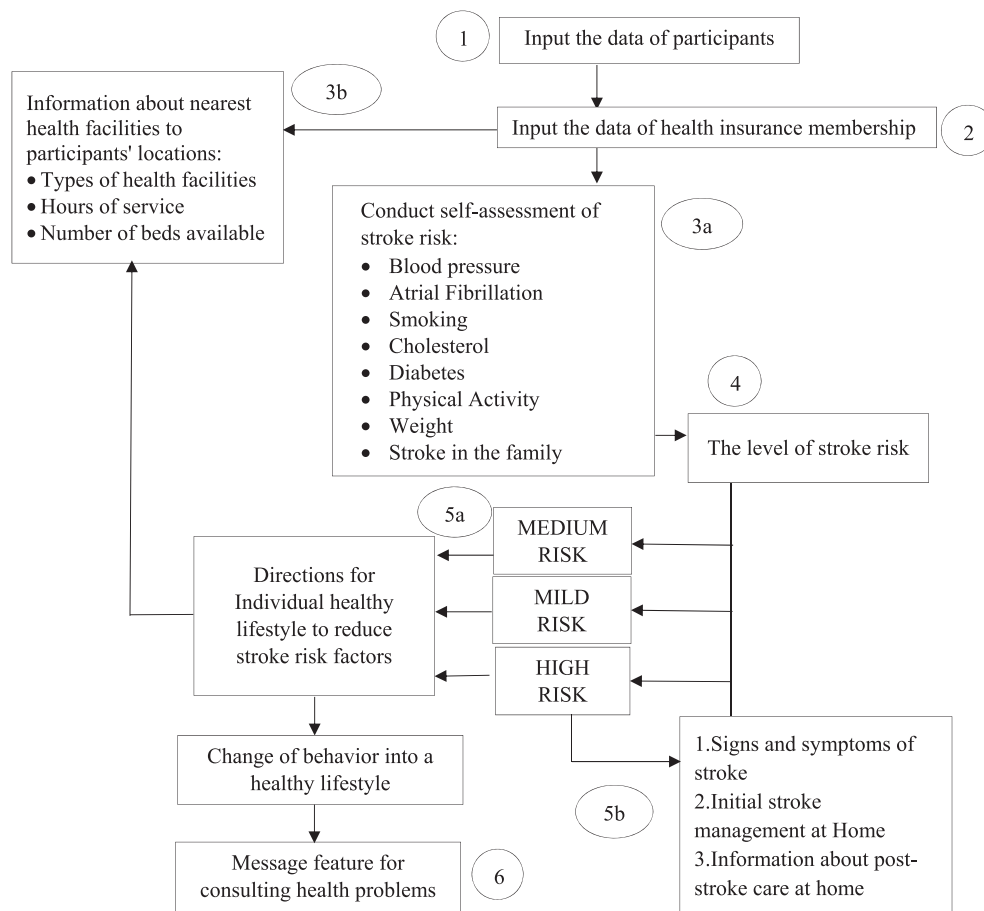 1
Input the data of participants
3b
Information about nearest
health facilities to
participants' locations:
• Types of health facilities
• Hours of service
• Number of beds available
Input the data of health insurance membership
2
3a
Conduct self-assessment of
stroke risk:
• Blood pressure
• Atrial Fibrillation
• Smoking
• Cholesterol
• Diabetes
• Physical Activity
• Weight
• Stroke in the family
4
The level of stroke risk
5a
MEDIUM
RISK
MILD
RISK
HIGH
RISK
Directions for
Individual healthy
lifestyle to reduce
stroke risk factors
Change of behavior into a
healthy lifestyle
5b
1.Signs and symptoms of
stroke
2.Initial stroke
management at Home
3.Information about post-
stroke care at home
Message feature for
consulting health problems
6